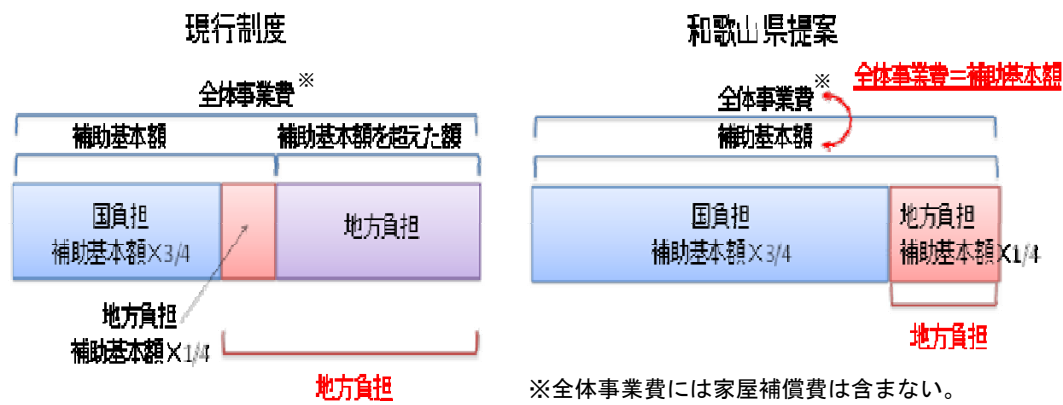 現行制度
全体事業費※
補助基本額
補助基本額を超えた額
国負担
補助基本額×3/4
地方負担
地方負担
補助基本額×1/4
地方負担
和歌山県提案
全体事業費=補助基本額
全体事業費※
補助基本額
国負担
補助基本額×3/4
地方負担
補助基本額×1/4
地方負担
※全体事業費には家屋補償費は含まない。